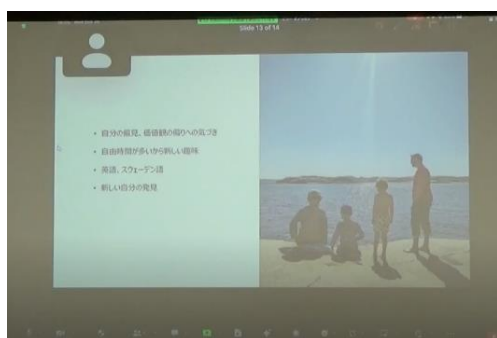 Slide 13 of 14
• 自分の偏見、価値観の偏りへの気づき
• 自由時間が多いから新しい趣味
• 英語、スウェーデン語
• 新しい自分の発見